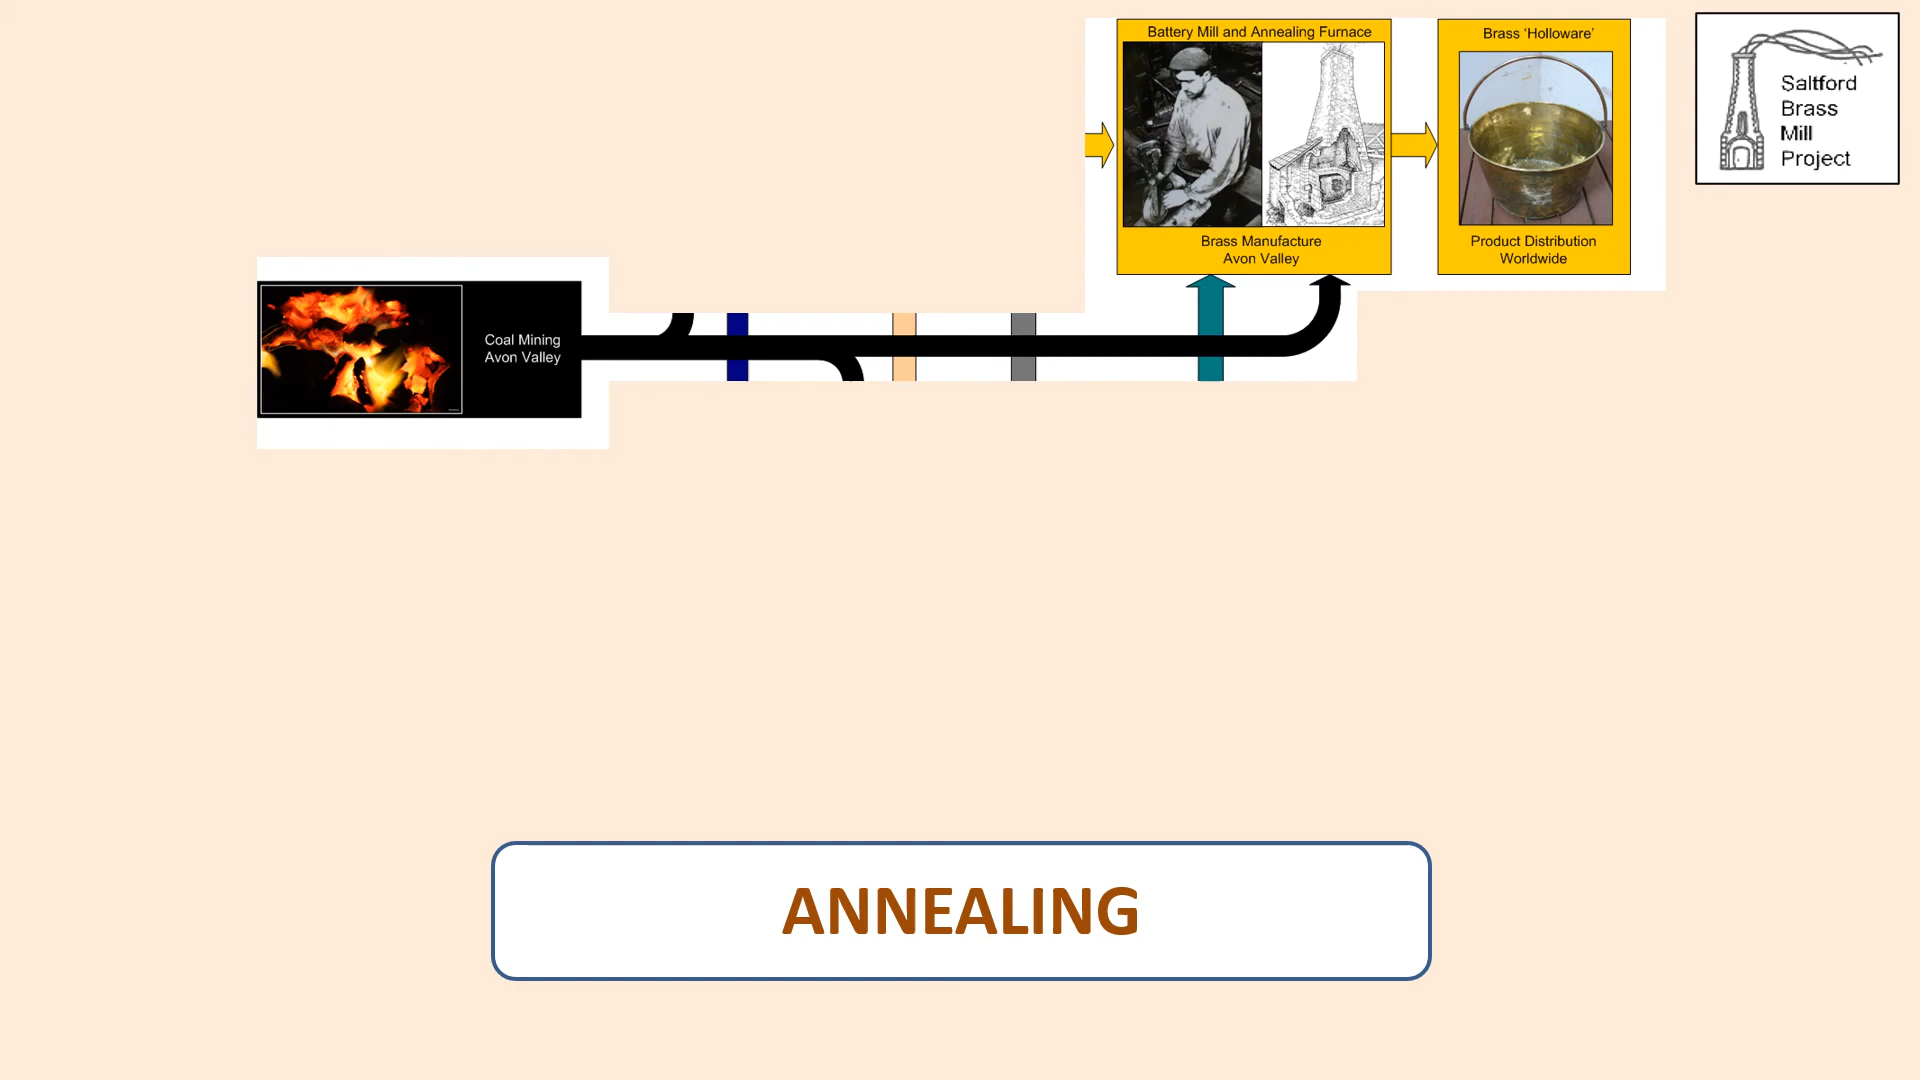 Battery Mill and Annealing Furnace
Brass Manufacture
Avon Valley
Brass ‘Holloware’
Product Distribution
Worldwide
Saltford
Brass
Mill
Project
Coal Mining
Avon Valley
ANNEALING